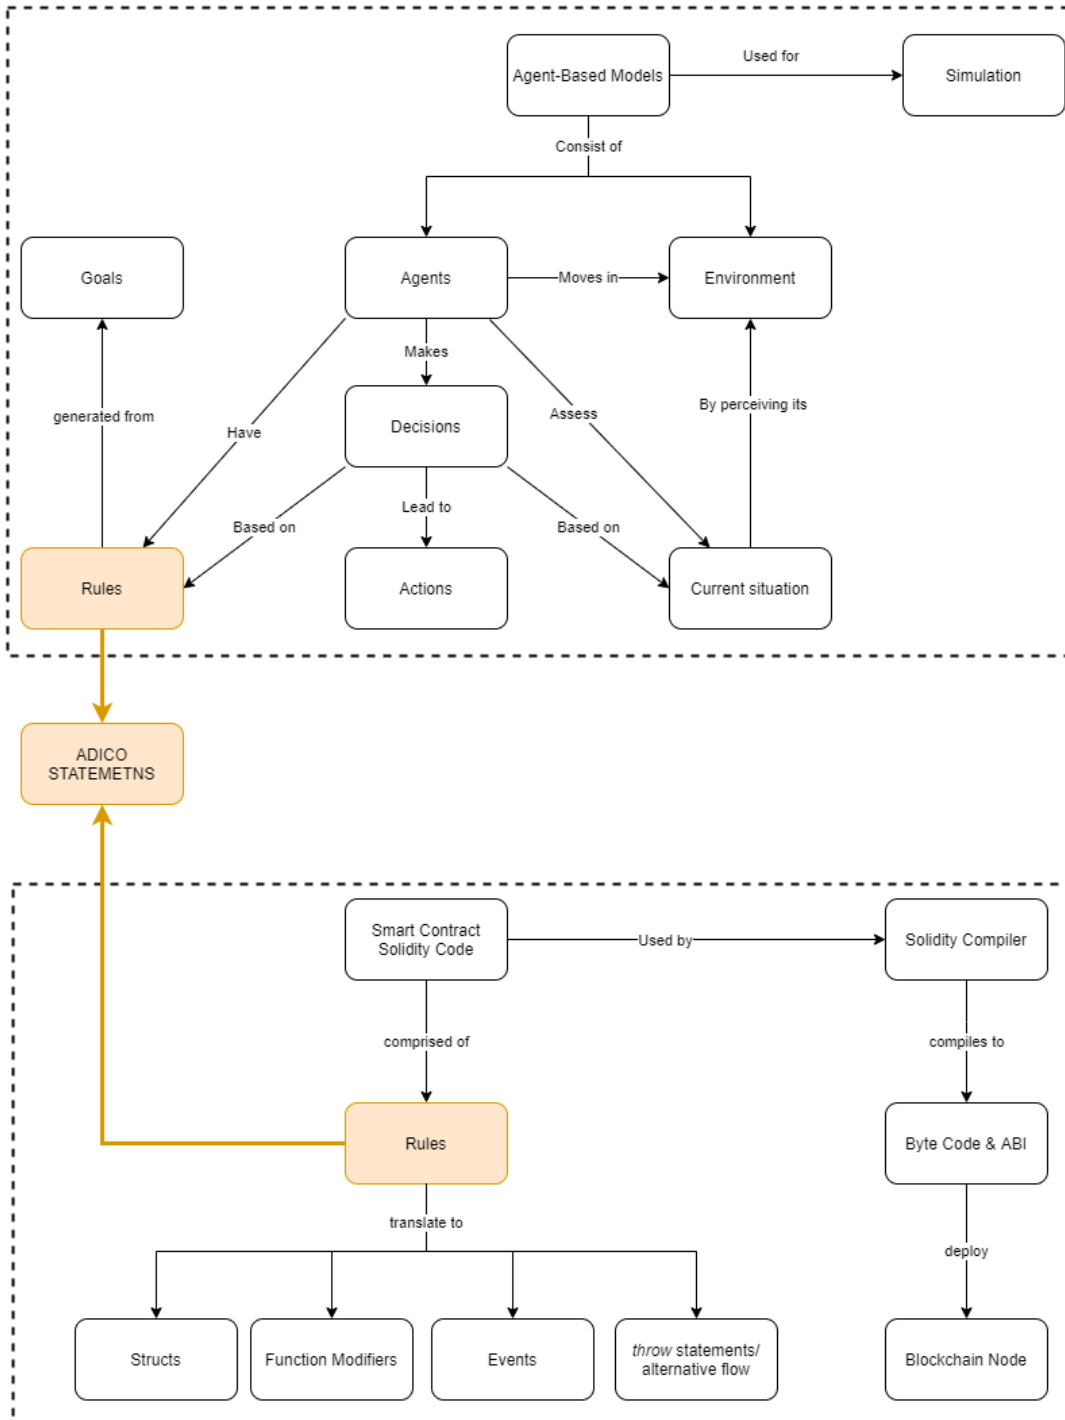 Agent-Based Models
Used for
Simulation
Consist of
Goals
Agents
Moves in
Environment
Makes
generated from
Have
Decisions
Assess
By perceiving its
Based on
Lead to
Based on
Rules
Actions
Current situation
ADICO
STATEMETNS
Smart Contract
Solidity Code
Used by
Solidity Compiler
comprised of
compiles to
Rules
Byte Code & ABI
translate to
deploy
Structs
Function Modifiers
Events
throw statements/
alternative flow
Blockchain Node